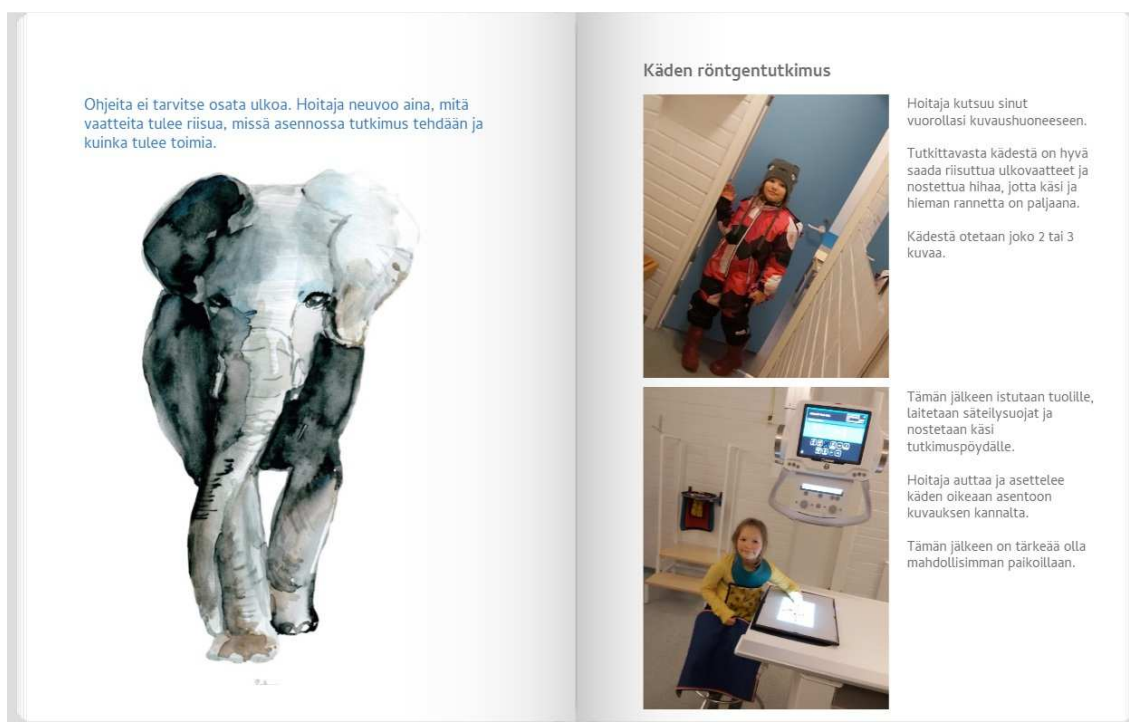 Ohjeita ei tarvitse osata ulkoa. Hoitaja neuvoo aina, mitä
vaatteita tulee riisua, missä asennossa tutkimus tehdään ja
kuinka tulee toimia.
Käden röntgentutkimus
Hoitaja kutsuu sinut
vuorollasi kuvaushuoneeseen.
Tutkittavasta kädestä on hyvä
saada riisuttua ulkovaatteet ja
nostettua hihaa, jotta käsi ja
hieman rannetta on paljaana.
Kädestä otetaan joko 2 tai 3
kuvaa.
Tämän jälkeen istutaan tuolille,
laitetaan säteilysuojat ja
nostetaan käsi
tutkimuspöydälle.
Hoitaja auttaa ja asettelee
käden oikeaan asentoon
kuvauksen kannalta.
Tämän jälkeen on tärkeää olla
mahdollisimman paikoillaan.